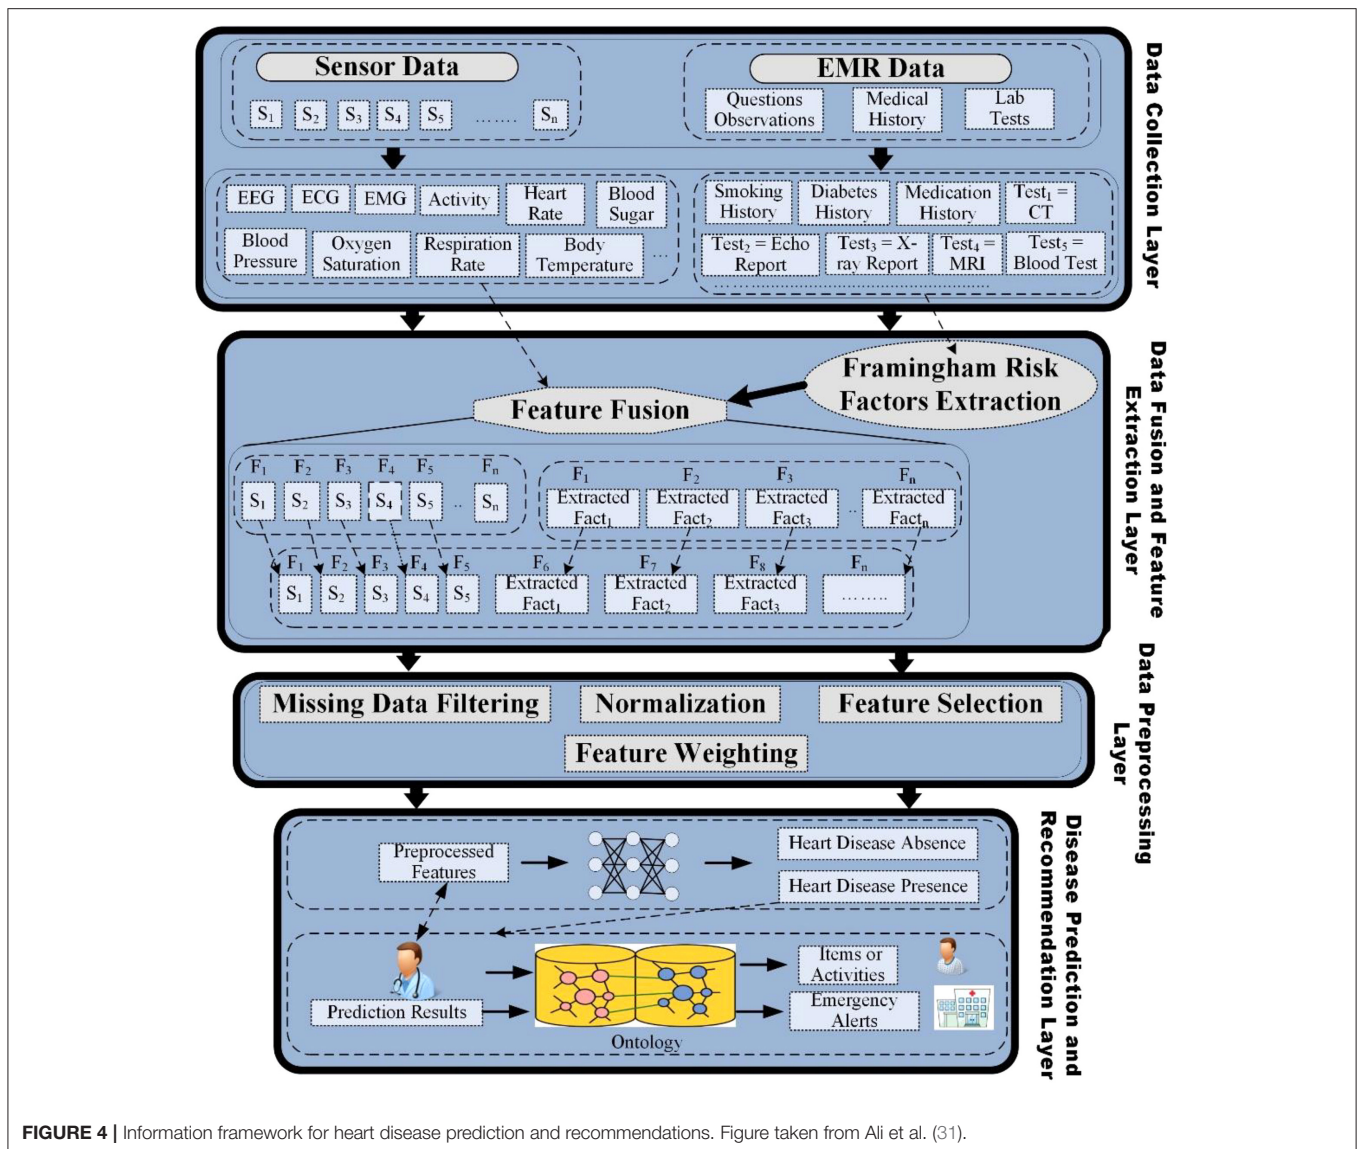 Sensor Data
S1 S2 S3 S4 S5 ....... Sn
EMR Data
Questions
Observations
Medical
History
Lab
Tests
EEG
ECG
EMG
Activity
Heart
Rate
Blood
Sugar
Blood
Pressure
Oxygen
Saturation
Respiration
Rate
Body
Temperature
...
Smoking
History
Diabetes
History
Medication
History
Test1 =
CT
Test2 = Echo
Report
Test3 = X-
ray Report
Test4 =
MRI
Test5 =
Blood Test
Data Collection Layer
Framingham Risk
Factors Extraction
Feature Fusion
F1 F2 F3 F4 F5 Fn
S1 S2 S3 S4 S5 .. Sn
F1 F2 F3 Fn
Extracted
Fact1
Extracted
Fact2
Extracted
Fact3
..
Extracted
Factn
F1 F2 F3 F4 F5 F6 F7 F8 Fn
S1 S2 S3 S4 S5
Extracted
Fact1
Extracted
Fact2
Extracted
Fact3
........
Data Fusion and Feature
Extraction Layer
Missing Data Filtering
Normalization
Feature Selection
Feature Weighting
Data Preprocessing
Layer
Preprocessed
Features
Heart Disease Absence
Heart Disease Presence
Prediction Results
Ontology
Items or
Activities
Emergency
Alerts
Disease Prediction and
Recommendation Layer
FIGURE 4 | Information framework for heart disease prediction and recommendations. Figure taken from Ali et al. (31).